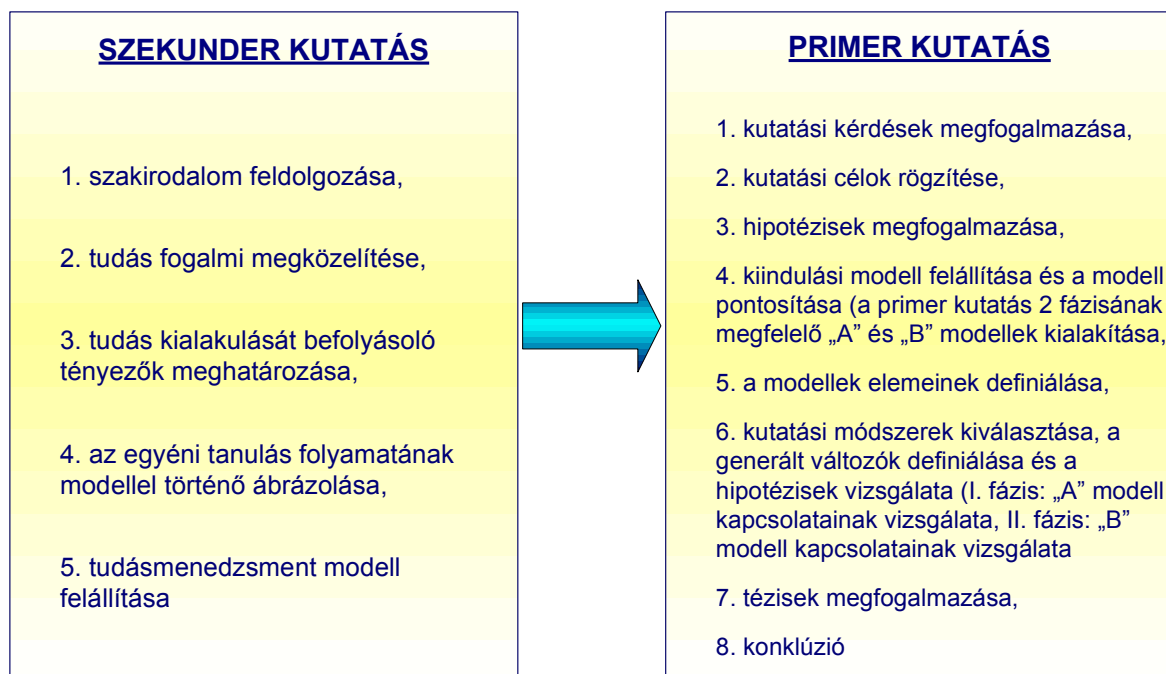 SZEKUNDER KUTATÁS
1. szakirodalom feldolgozása,
2. tudás fogalmi megközelítése,
3. tudás kialakulását befolyásoló
tényezők meghatározása,
4. az egyéni tanulás folyamatának
modellel történő ábrázolása,
5. tudásmenedzsment modell
felállítása
PRIMER KUTATÁS
1. kutatási kérdések megfogalmazása,
2. kutatási célok rögzítése,
3. hipotézisek megfogalmazása,
4. kiindulási modell felállítása és a modell
pontosítása (a primer kutatás 2 fázisának
megfelelő „A” és „B” modellek kialakítása,
5. a modellek elemeinek definiálása,
6. kutatási módszerek kiválasztása, a
generált változók definiálása és a
hipotézisek vizsgálata (I. fázis: „A” modell
kapcsolatainak vizsgálata, II. fázis: „B”
modell kapcsolatainak vizsgálata
7. tézisek megfogalmazása,
8. konklúzió